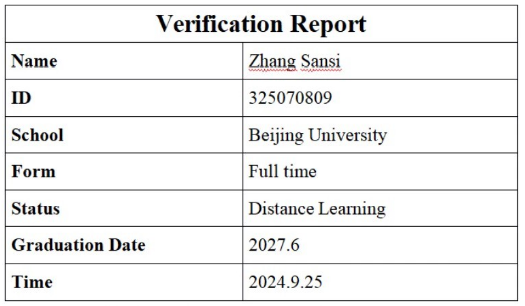 Verification Report
Name Zhang Sansi
ID 325070809
School Beijing University
Form Full time
Status Distance Learning
Graduation Date 2027.6
Time 2024.9.25